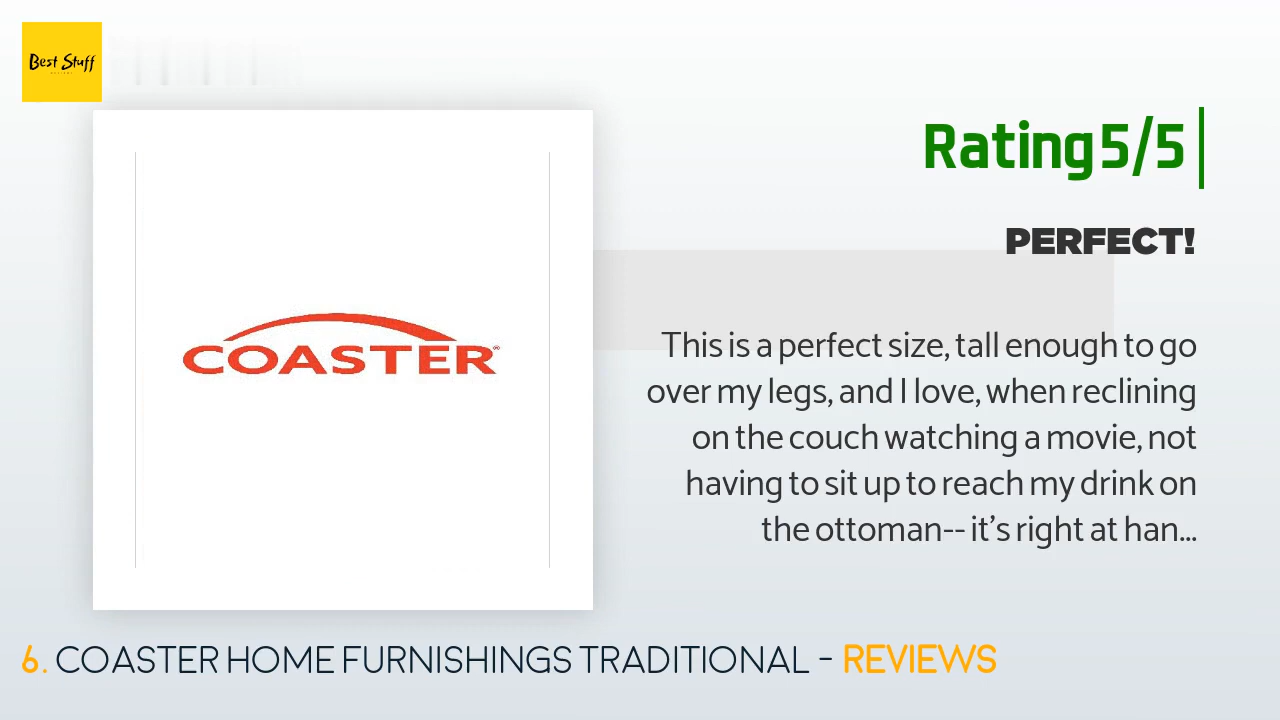 Best Stuff
Rating 5/5
PERFECT!
COASTER®
This is a perfect size, tall enough to go
over my legs, and I love, when reclining
on the couch watching a movie, not
having to sit up to reach my drink on
the ottoman-- it’s right at han...
6. COASTER HOME FURNISHINGS TRADITIONAL - REVIEWS